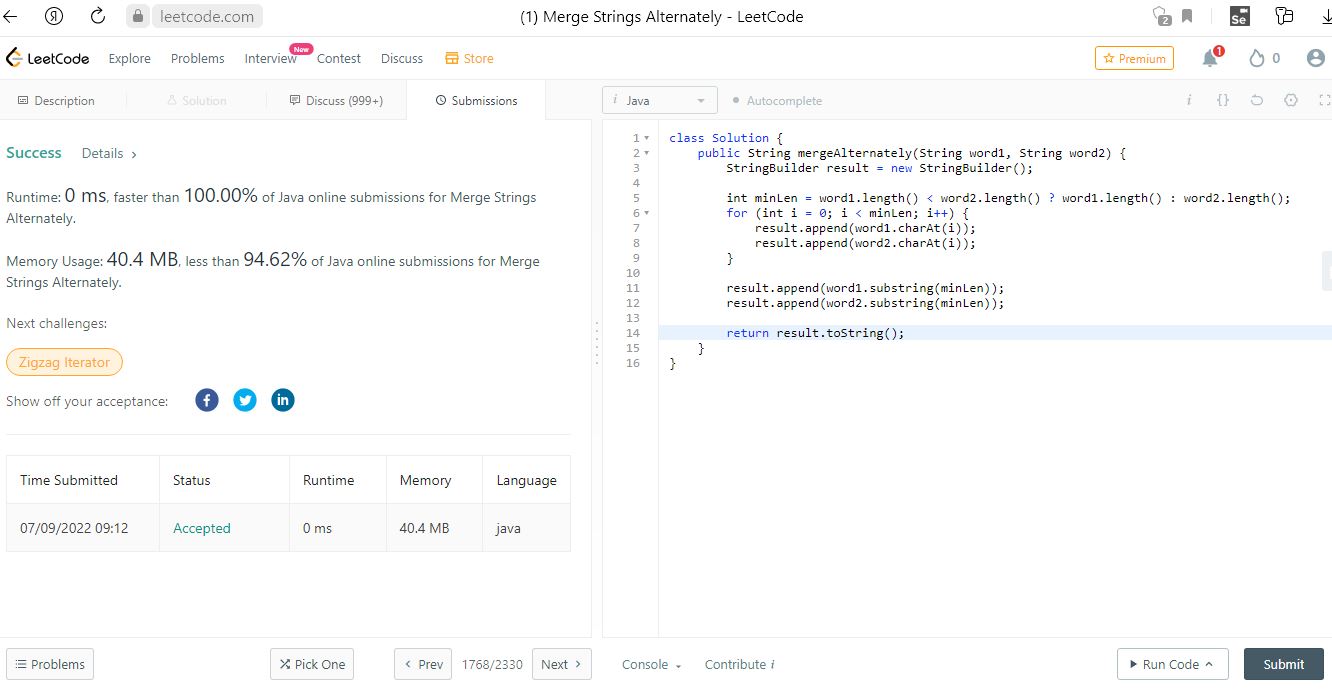 leetcode.com
(1) Merge Strings Alternately - LeetCode
2
Se
LeetCode
Explore
Problems
Interview
New
Contest
Discuss
Store
Premium
1
0
Description
Solution
Discuss (999+)
Submissions
i Java
Autocomplete
i
{}
Success
Details >
Runtime: 0 ms, faster than 100.00% of Java online submissions for Merge Strings
Alternately.
Memory Usage: 40.4 MB, less than 94.62% of Java online submissions for Merge
Strings Alternately.
Next challenges:
Zigzag Iterator
Show off your acceptance:
f
in
Time Submitted Status Runtime Memory Language
07/09/2022 09:12 Accepted 0 ms 40.4 MB java
1 class Solution {
2 public String mergeAlternately(String word1, String word2) {
3 StringBuilder result = new StringBuilder();
4
5 int minLen = word1.length() < word2.length() ? word1.length() : word2.length();
6 for (int i = 0; i < minLen; i++) {
7 result.append(word1.charAt(i));
8 result.append(word2.charAt(i));
9 }
10
11 result.append(word1.substring(minLen));
12 result.append(word2.substring(minLen));
13
14 return result.toString();
15 }
16 }
Problems
Pick One
< Prev
1768/2330
Next >
Console
Contribute i
Run Code
Submit